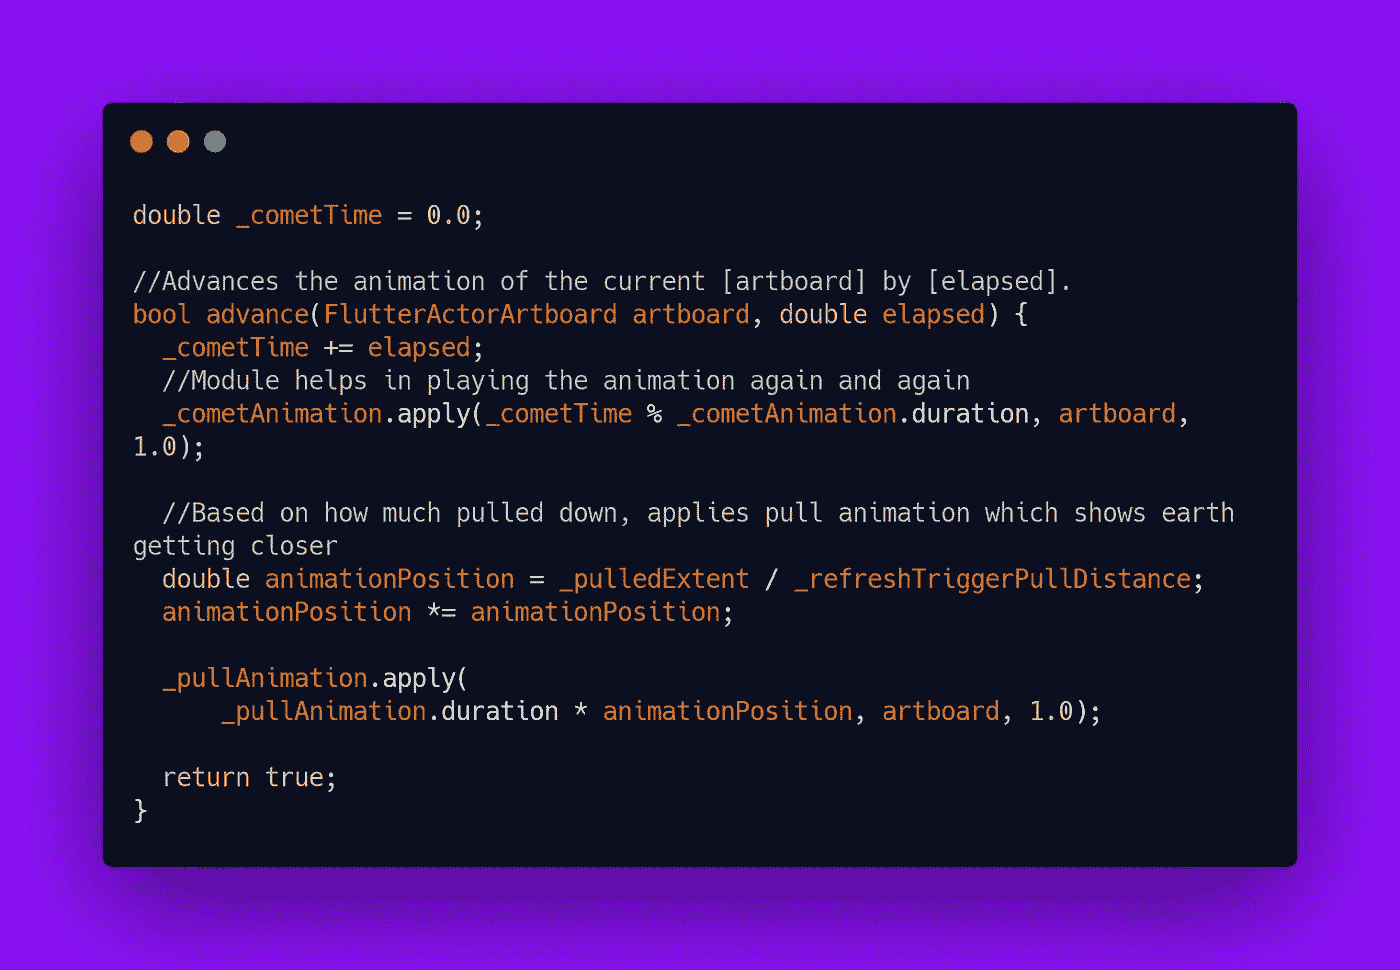 double _cometTime = 0.0;
//Advances the animation of the current [artboard] by [elapsed].
bool advance(FlutterActorArtboard artboard, double elapsed) {
  _cometTime += elapsed;
  //Module helps in playing the animation again and again
  _cometAnimation.apply(_cometTime % _cometAnimation.duration, artboard,
1.0);
  //Based on how much pulled down, applies pull animation which shows earth
getting closer
  double animationPosition = _pulledExtent / _refreshTriggerPullDistance;
  animationPosition *= animationPosition;
  _pullAnimation.apply(
      _pullAnimation.duration * animationPosition, artboard, 1.0);
  return true;
}